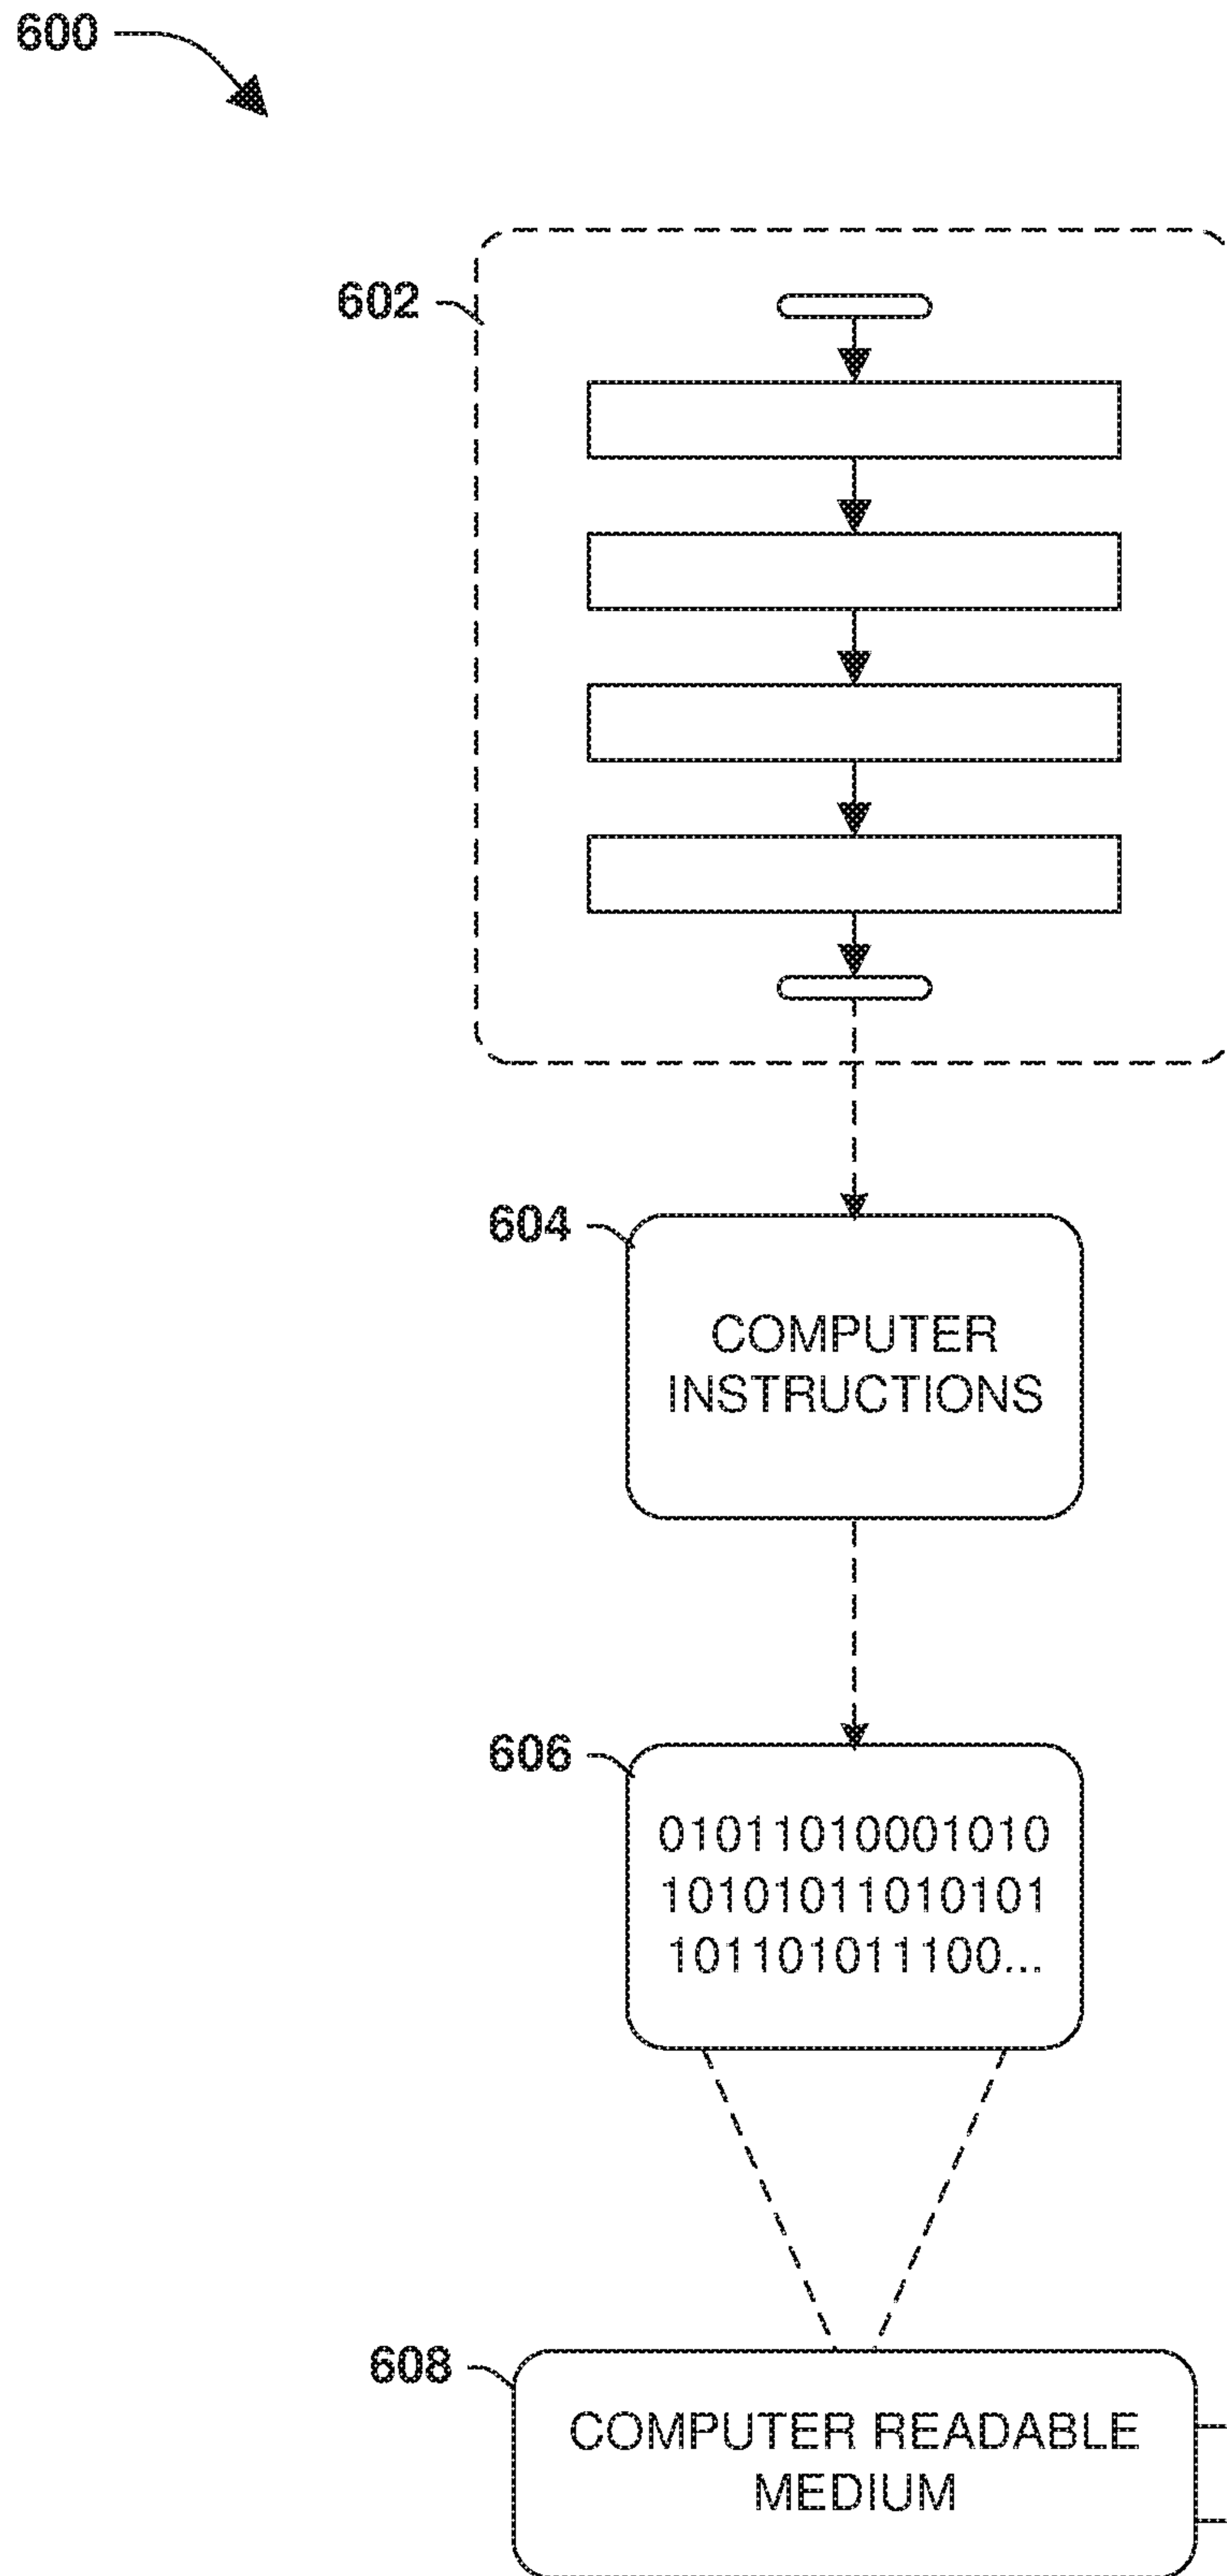 600
602
604
COMPUTER
INSTRUCTIONS
606
01011010001010
10101011010101
101101011100...
608
COMPUTER READABLE
MEDIUM